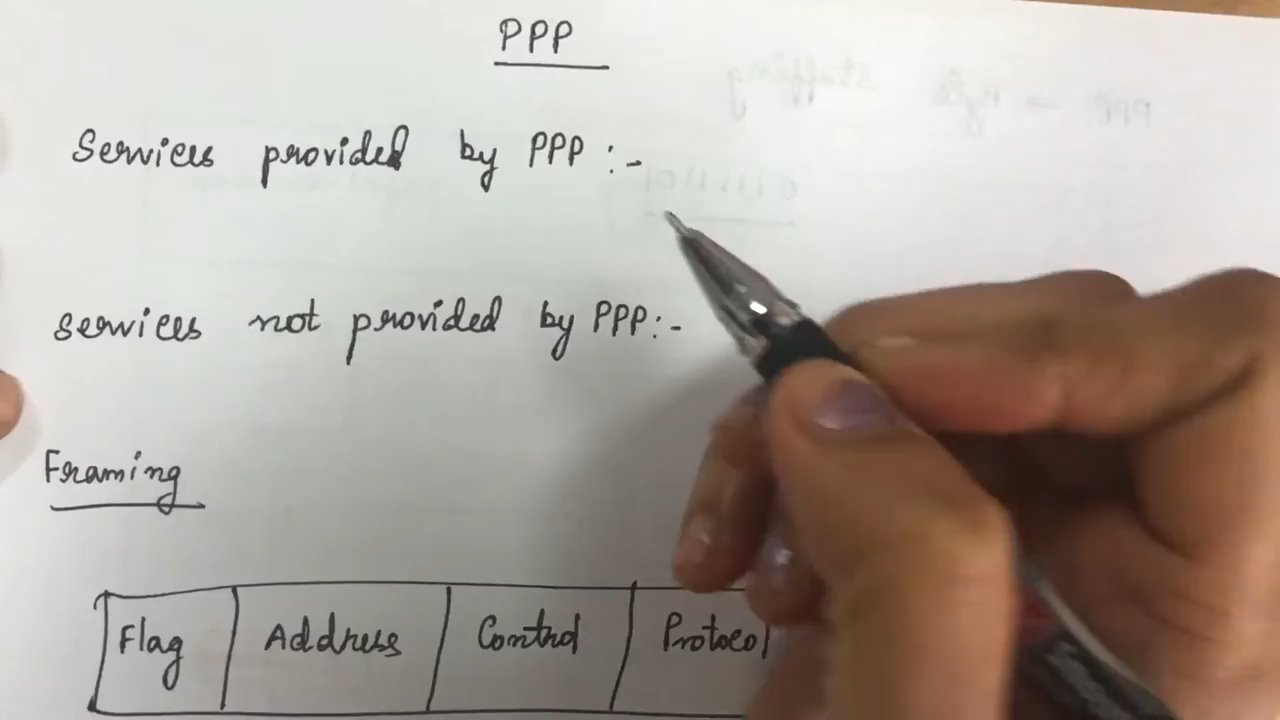 PPP
Services provided by PPP :-
services not provided by PPP:-
Framing
Flag Address Control Protocol